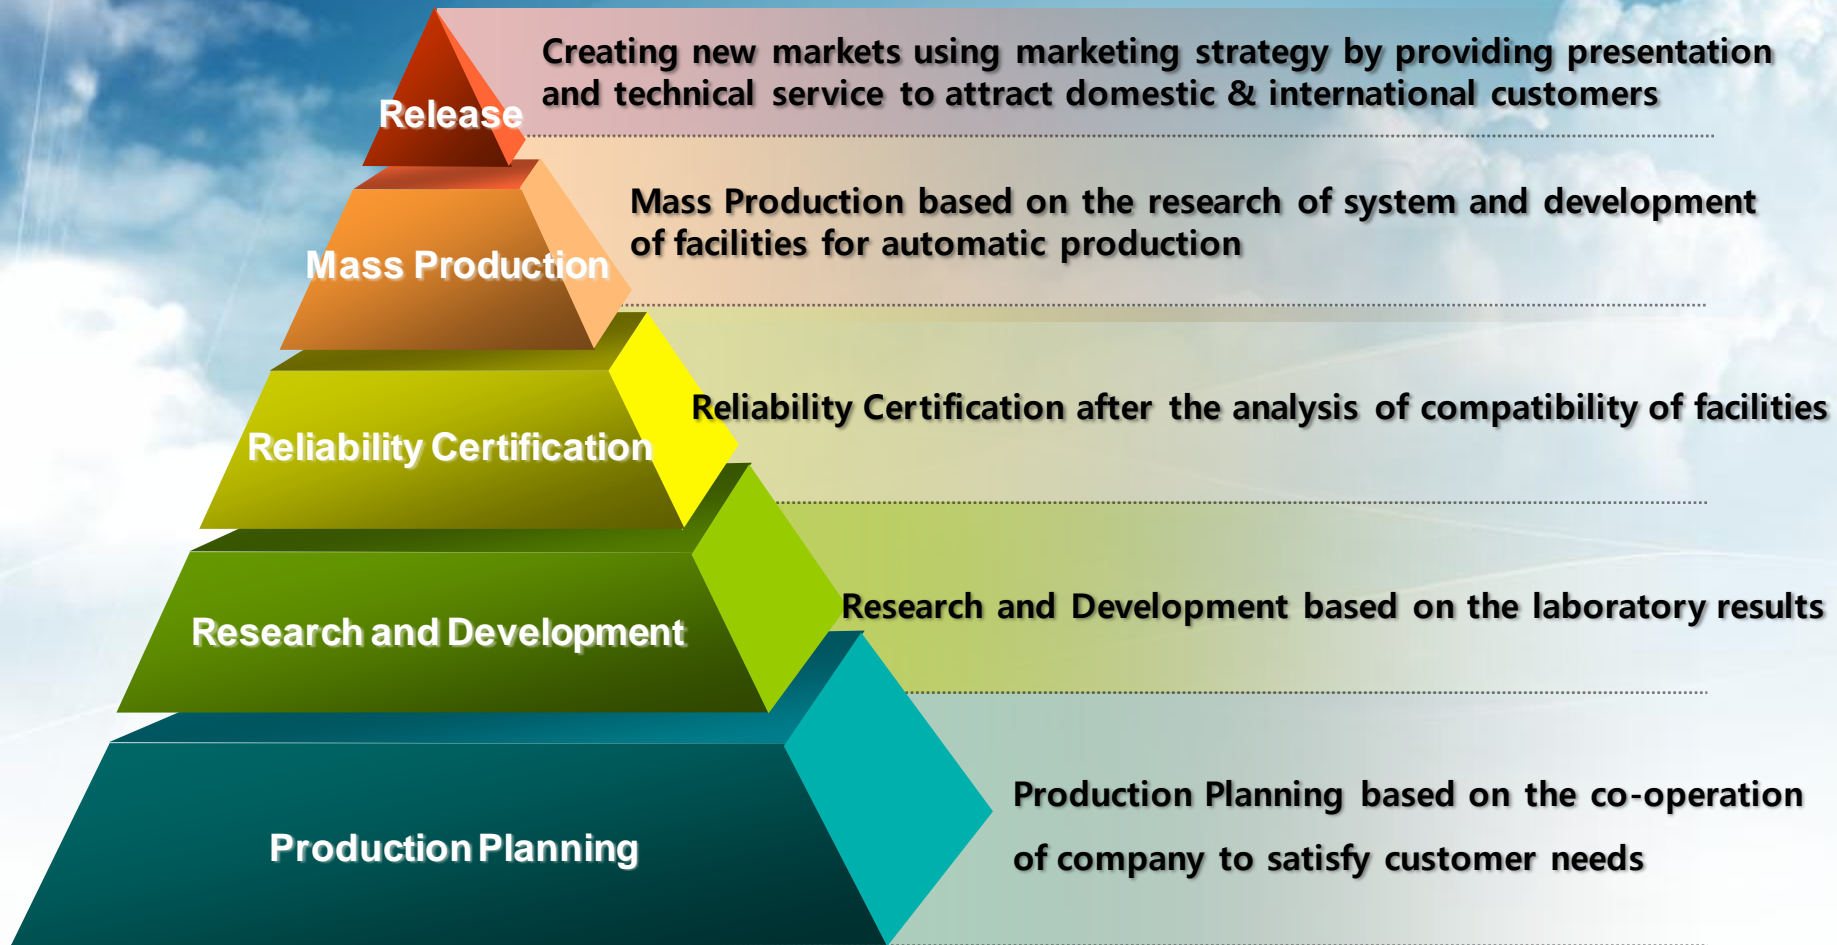 Release
Creating new markets using marketing strategy by providing presentation
and technical service to attract domestic & international customers
Mass Production
Mass Production based on the research of system and development
of facilities for automatic production
Reliability Certification
Reliability Certification after the analysis of compatibility of facilities
Research and Development
Research and Development based on the laboratory results
Production Planning
Production Planning based on the co-operation
of company to satisfy customer needs